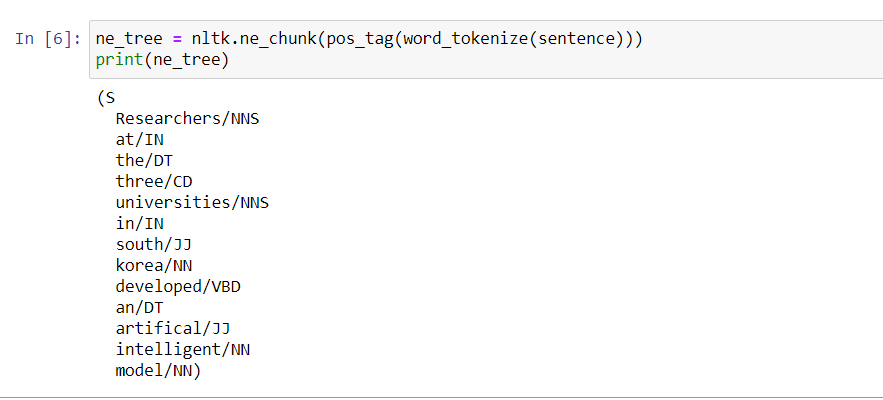 In [6]: ne_tree = nltk.ne_chunk(pos_tag(word_tokenize(sentence)))
print(ne_tree)
(S
Researchers/NNS
at/IN
the/DT
three/CD
universities/NNS
in/IN
south/JJ
korea/NN
developed/VBD
an/DT
artifical/JJ
intelligent/NN
model/NN)